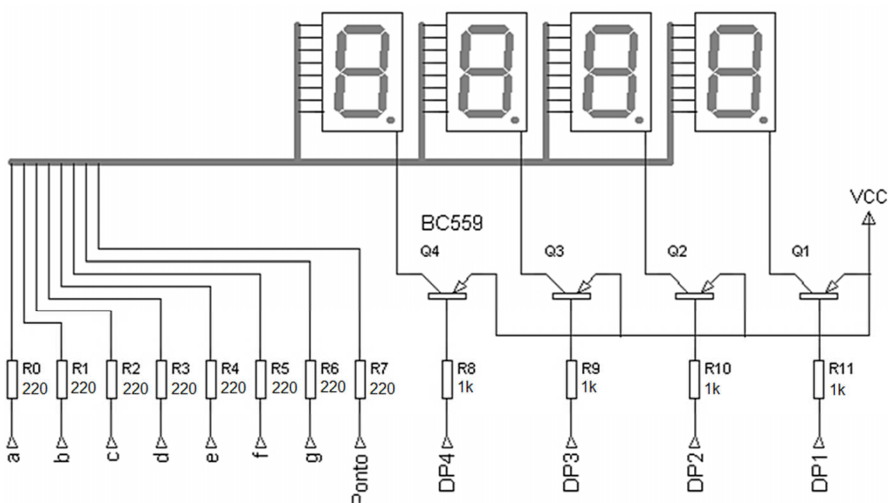 VCC
BC559
Q4
Q3
Q2
Q1
R0
220
R1
220
R2
220
R3
220
R4
220
R5
220
R6
220
R7
220
R8
1k
R9
1k
R10
1k
R11
1k
a
b
c
d
e
f
g
Ponto
DP4
DP3
DP2
DP1